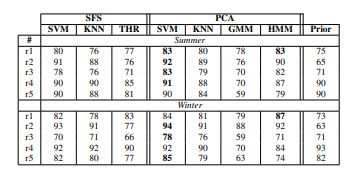 SFS PCA
SVM KNN THR SVM KNN GMM HMM Prior
# Summer
r1 80 76 77 83 80 78 83 75
r2 91 88 76 92 89 76 90 65
r3 78 76 71 83 79 70 82 71
r4 90 90 85 91 88 70 87 90
r5 90 88 81 90 84 59 79 90
Winter
r1 82 78 83 84 81 79 87 73
r2 93 91 77 94 91 88 92 63
r3 70 71 66 78 76 59 71 71
r4 92 92 90 92 90 70 84 93
r5 82 80 77 85 79 63 74 82